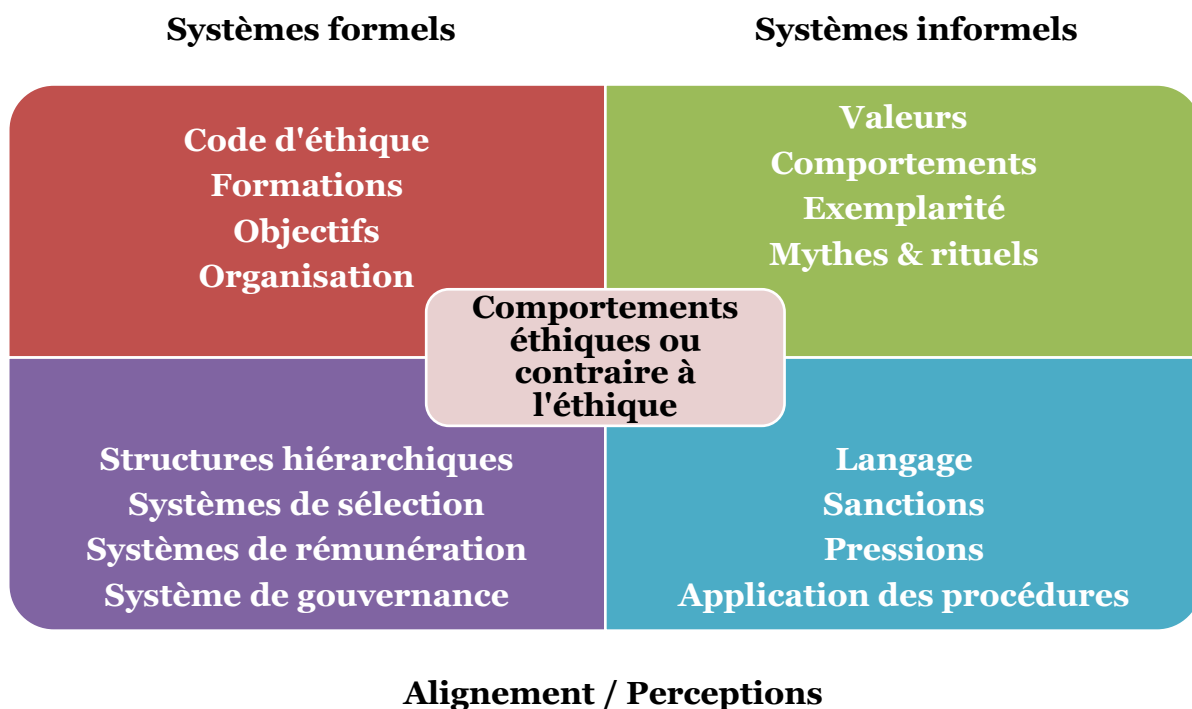 Systèmes formels
Systèmes informels
Code d'éthique
Formations
Objectifs
Organisation
Valeurs
Comportements
Exemplarité
Mythes & rituels
Comportements
éthiques ou
contraire à
l'éthique
Structures hiérarchiques
Systèmes de sélection
Systèmes de rémunération
Système de gouvernance
Langage
Sanctions
Pressions
Application des procédures
Alignement / Perceptions